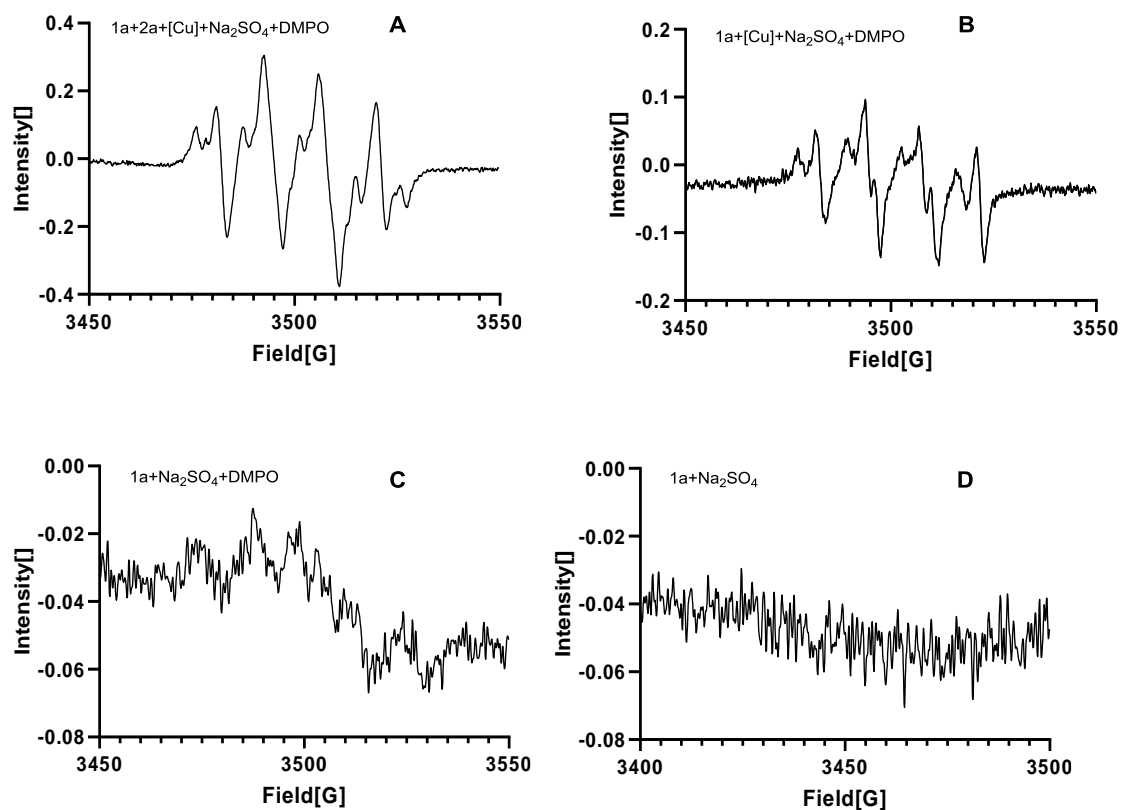 1a+2a+[Cu]+Na₂SO₄+DMPO
A
0.4
0.2
0.0
-0.2
-0.4
Intensity[]
3450
3500
3550
Field[G]
1a+[Cu]+Na₂SO₄+DMPO
B
0.2
0.1
0.0
-0.1
-0.2
Intensity[]
3450
3500
3550
Field[G]
1a+Na₂SO₄+DMPO
C
0.00
-0.02
-0.04
-0.06
-0.08
Intensity[]
3450
3500
3550
Field[G]
1a+Na₂SO₄
D
0.00
-0.02
-0.04
-0.06
-0.08
Intensity[]
3400
3450
3500
Field[G]